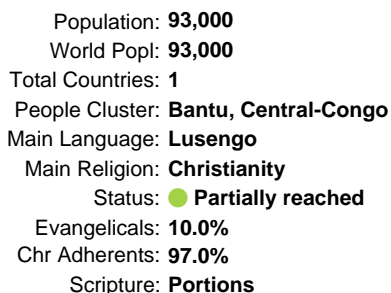 Population: 93,000
World Popl: 93,000
Total Countries: 1
People Cluster: Bantu, Central-Congo
Main Language: Lusengo
Main Religion: Christianity
Status: Partially reached
Evangelicals: 10.0%
Chr Adherents: 97.0%
Scripture: Portions